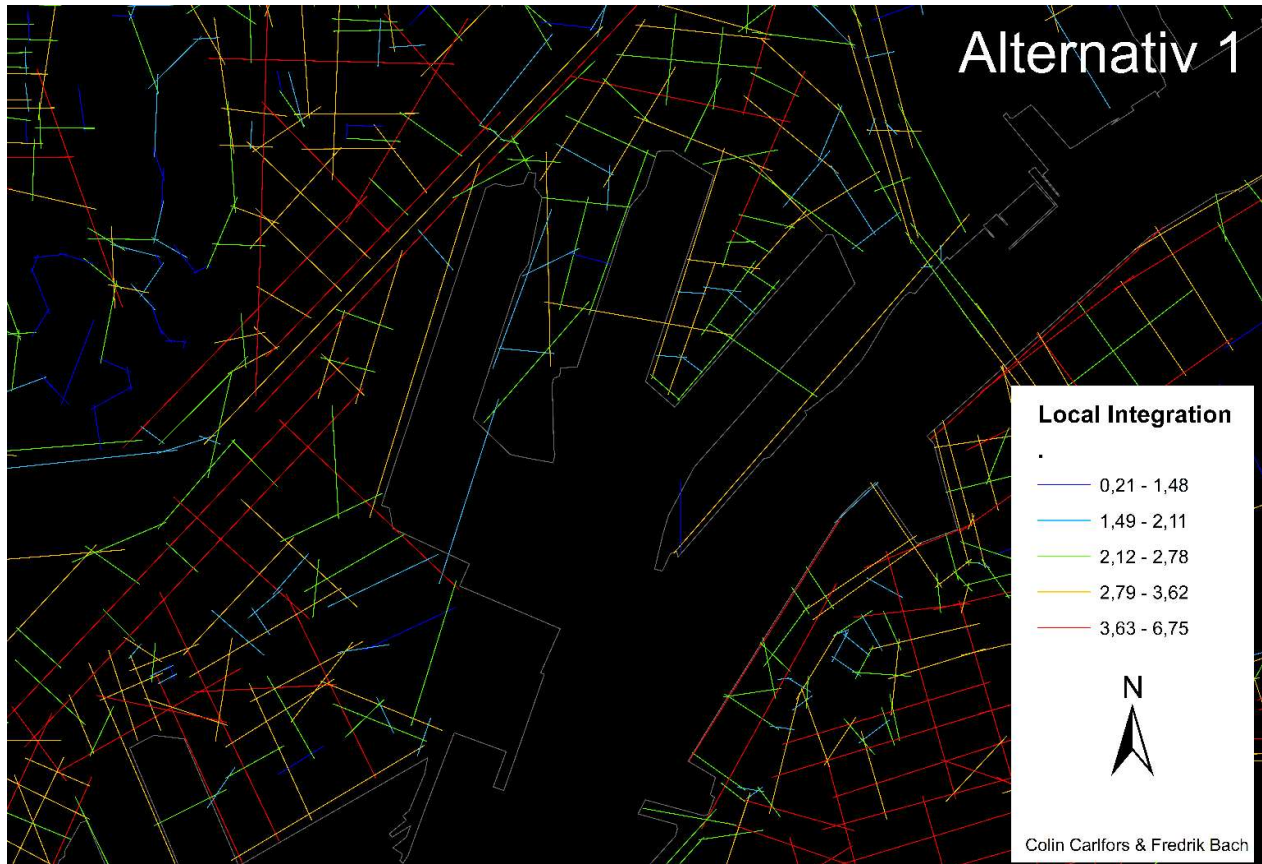 Alternativ 1
Local Integration
.
0,21 - 1,48
1,49 - 2,11
2,12 - 2,78
2,79 - 3,62
3,63 - 6,75
N
Colin Carlfors & Fredrik Bach